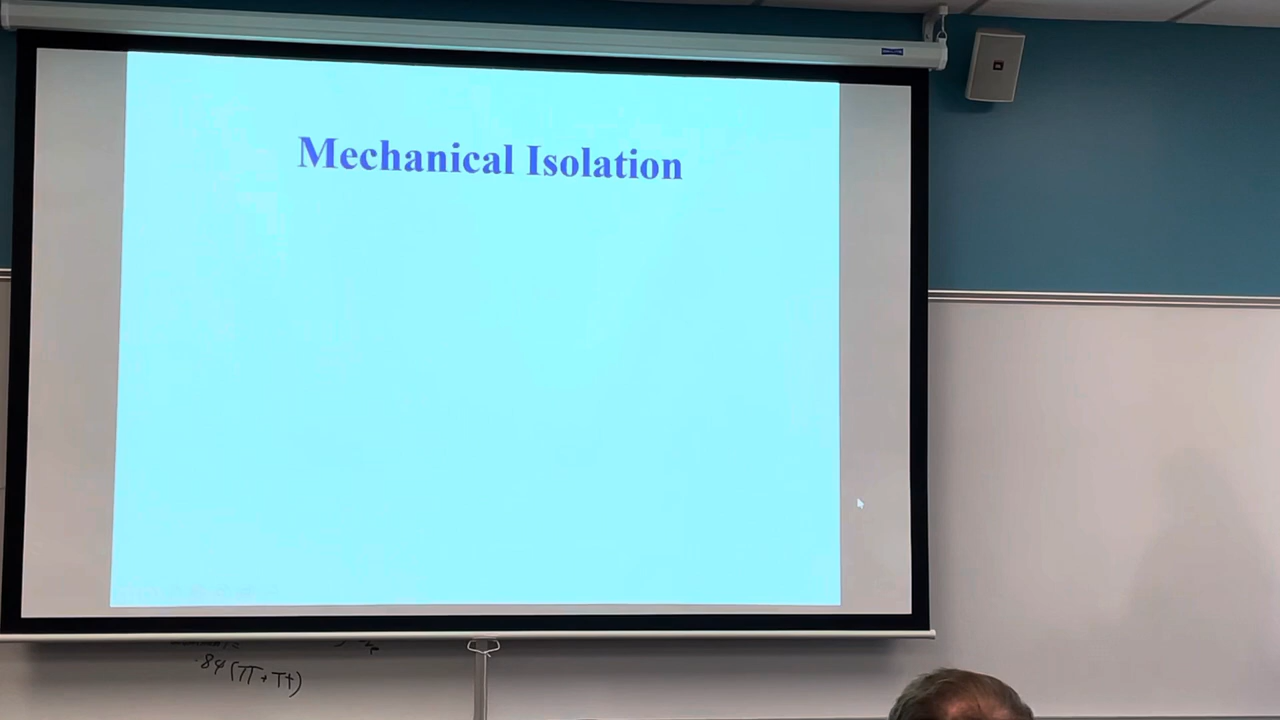 Mechanical Isolation
.84 (TT + Tt)